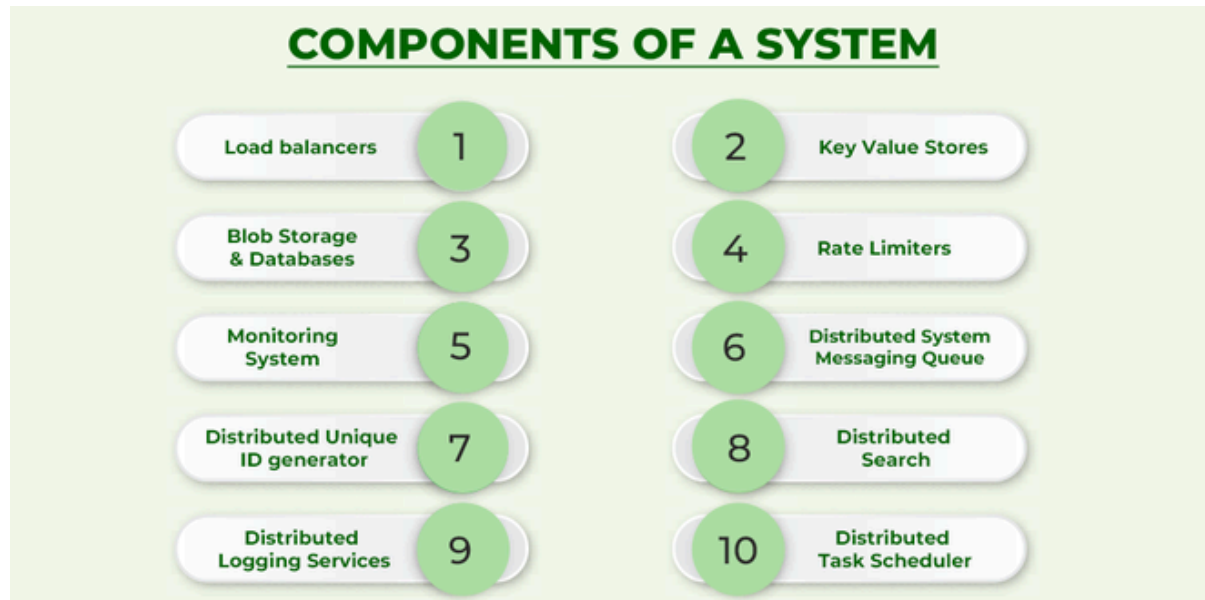 COMPONENTS OF A SYSTEM
Load balancers
1
2
Key Value Stores
Blob Storage
& Databases
3
4
Rate Limiters
Monitoring
System
5
6
Distributed System
Messaging Queue
Distributed Unique
ID generator
7
8
Distributed
Search
Distributed
Logging Services
9
10
Distributed
Task Scheduler